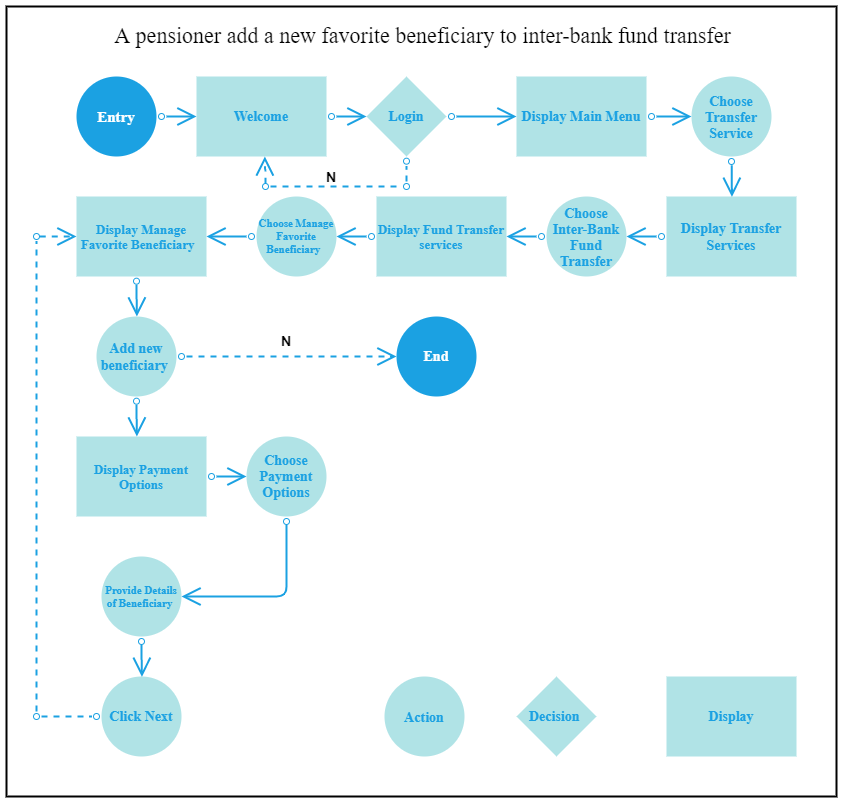 A pensioner add a new favorite beneficiary to inter-bank fund transfer
Entry
Welcome
Login
Display Main Menu
Choose
Transfer
Service
N
Display Transfer
Services
Choose
Inter-Bank
Fund
Transfer
Display Fund Transfer
services
Choose Manage
Favorite
Beneficiary
Display Manage
Favorite Beneficiary
Add new
beneficiary
N
End
Display Payment
Options
Choose
Payment
Options
Provide Details
of Beneficiary
Click Next
Action
Decision
Display